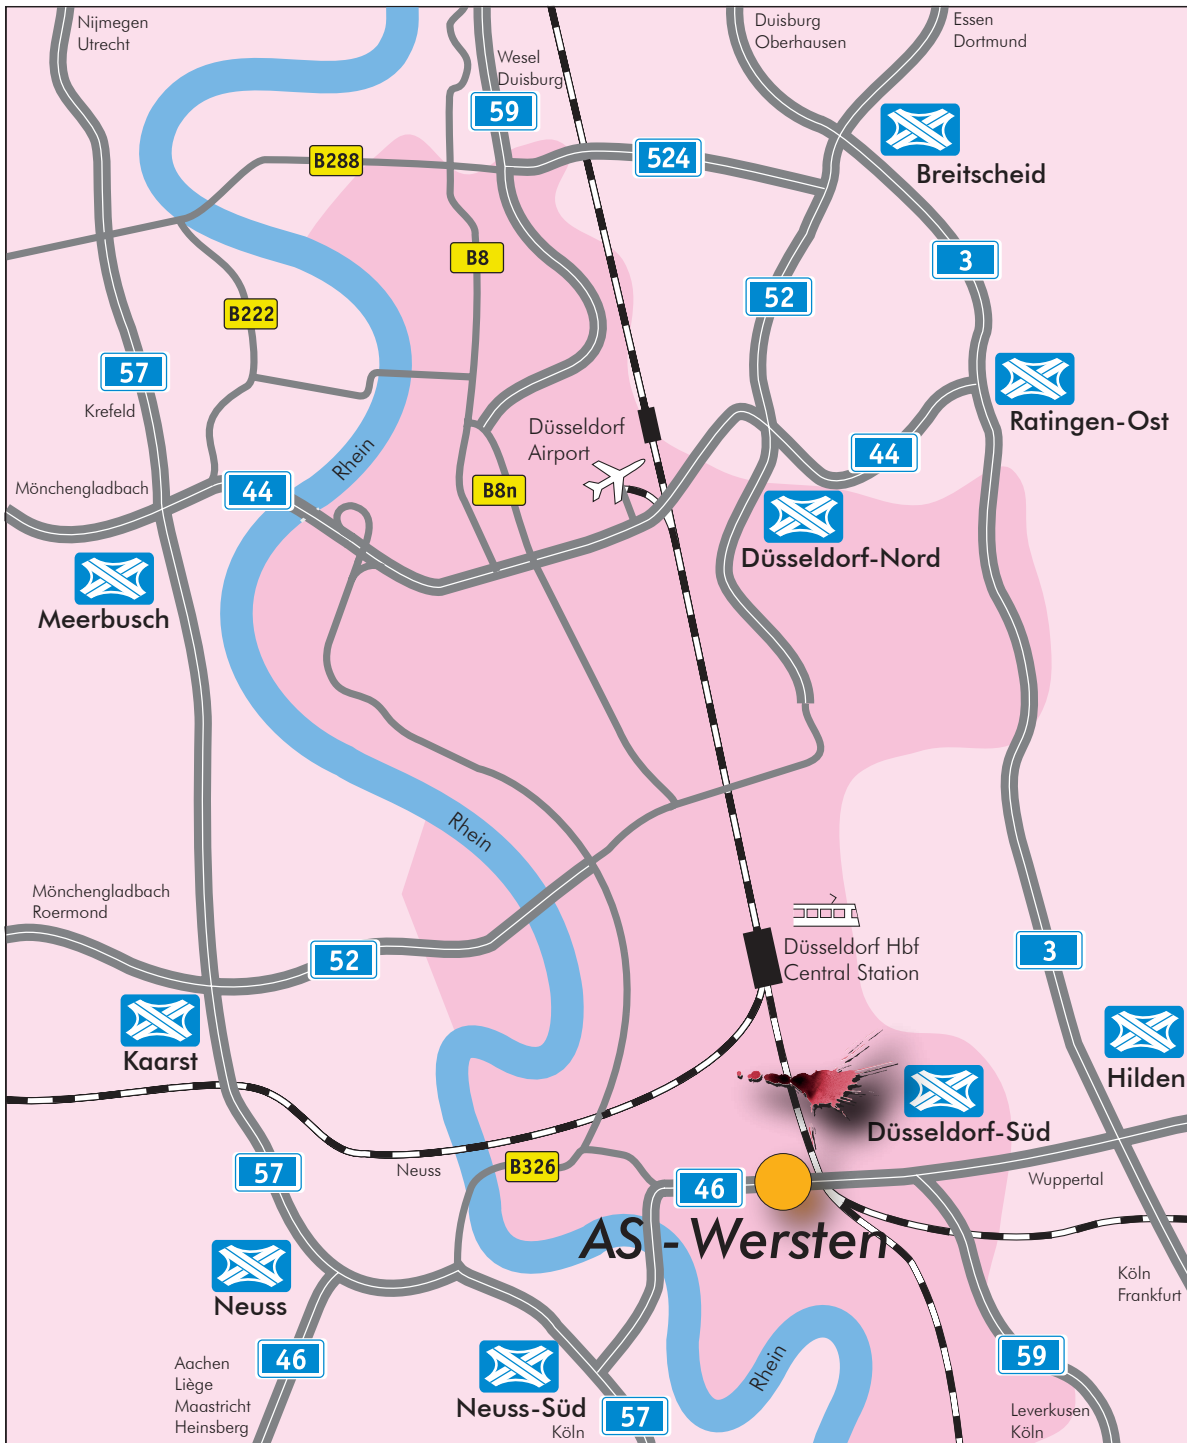 Nijmegen
Utrecht
Duisburg
Oberhausen
Essen
Dortmund
Wesel
Duisburg
59
B288
524
Breitscheid
B8
3
52
B222
57
Krefeld
Ratingen-Ost
Düsseldorf
Airport
44
Rhein
Mönchengladbach
44
B8n
Düsseldorf-Nord
Meerbusch
Rhein
Mönchengladbach
Roermond
52
Düsseldorf Hbf
Central Station
3
Kaarst
Hilden
Düsseldorf-Süd
57
Neuss
B326
46
Wuppertal
AS - Wersten
Neuss
Köln
Frankfurt
46
Aachen
Liège
Maastricht
Heinsberg
Rhein
59
Neuss-Süd
Köln
57
Leverkusen
Köln